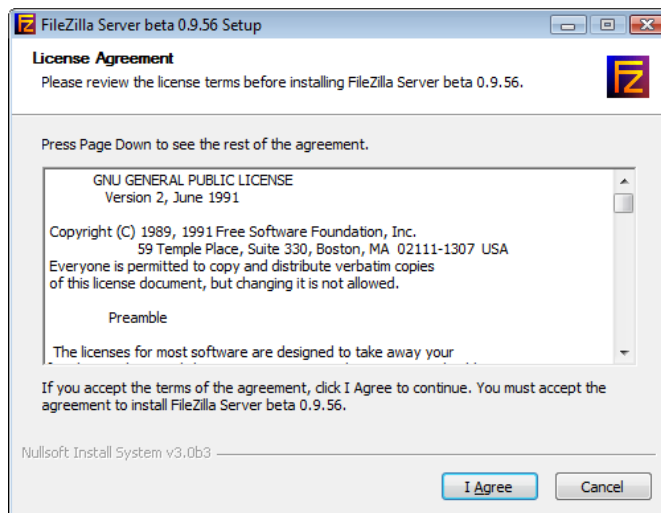 FileZilla Server beta 0.9.56 Setup
License Agreement
Please review the license terms before installing FileZilla Server beta 0.9.56.
Press Page Down to see the rest of the agreement.
GNU GENERAL PUBLIC LICENSE
Version 2, June 1991
Copyright (C) 1989, 1991 Free Software Foundation, Inc.
59 Temple Place, Suite 330, Boston, MA 02111-1307 USA
Everyone is permitted to copy and distribute verbatim copies
of this license document, but changing it is not allowed.
Preamble
The licenses for most software are designed to take away your
If you accept the terms of the agreement, click I Agree to continue. You must accept the
agreement to install FileZilla Server beta 0.9.56.
Nullsoft Install System v3.0b3
I Agree
Cancel